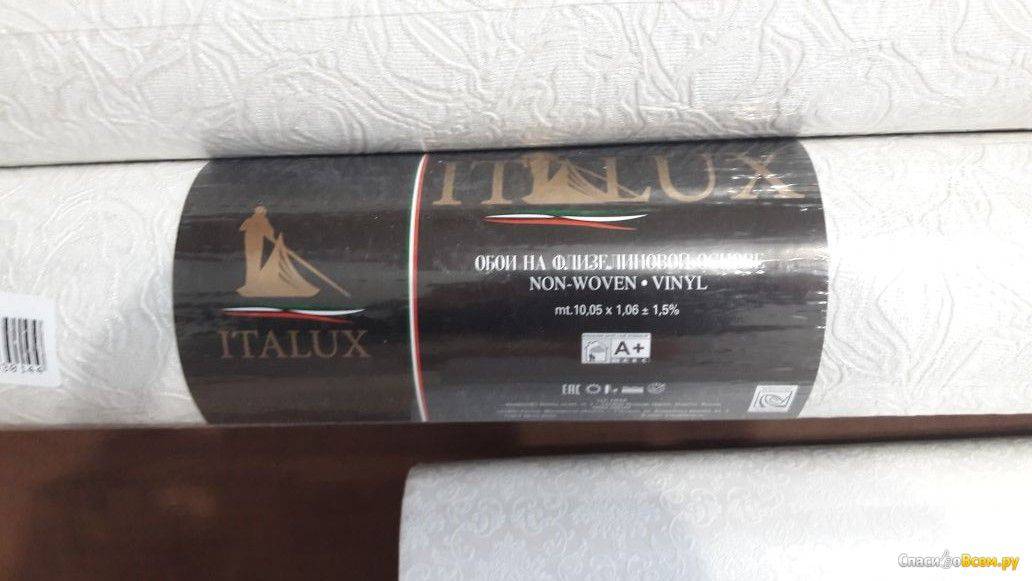 ITALUX
ITALUX
ОБОИ НА ФЛИЗЕЛИНОВОЙ ОСНОВЕ
NON-WOVEN • VINYL
mt.10,05 x 1,06 ± 1,5%
A+
EAC
30144
СпасибоВсем.ру